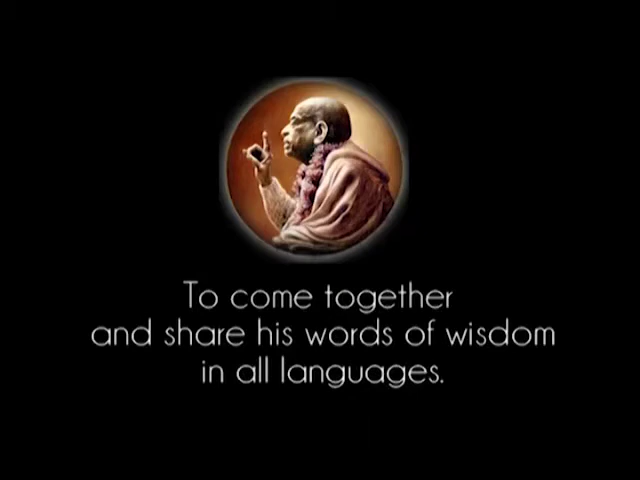 To come together
and share his words of wisdom
in all languages.